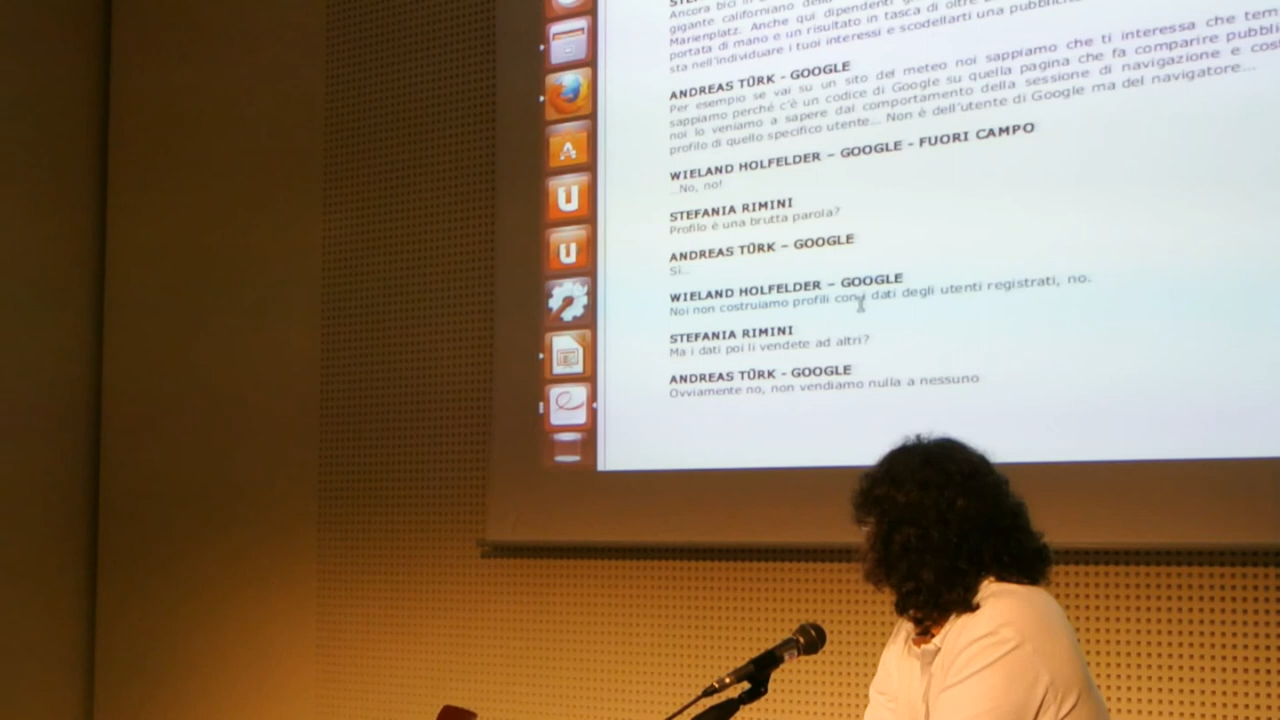 Ancora bici in
gigante californiano della
Marienplatz. Anche qui dipendenti
portata di mano e un risultato in tasca di oltre
sta nell'individuare i tuoi interessi e scodellarti una pubblicità
ANDREAS TÜRK - GOOGLE
Per esempio se vai su un sito del meteo noi sappiamo che ti interessa che tem
sappiamo perché c'è un codice di Google su quella pagina che fa comparire pubbli
noi lo veniamo a sapere dal comportamento della sessione di navigazione e cos
profilo di quello specifico utente... Non è dell'utente di Google ma del navigatore...
WIELAND HOLFELDER – GOOGLE - FUORI CAMPO
...No, no!
STEFANIA RIMINI
Profilo è una brutta parola?
ANDREAS TÜRK – GOOGLE
Sì...
WIELAND HOLFELDER – GOOGLE
Noi non costruiamo profili con i dati degli utenti registrati, no.
STEFANIA RIMINI
Ma i dati poi li vendete ad altri?
ANDREAS TÜRK - GOOGLE
Ovviamente no, non vendiamo nulla a nessuno